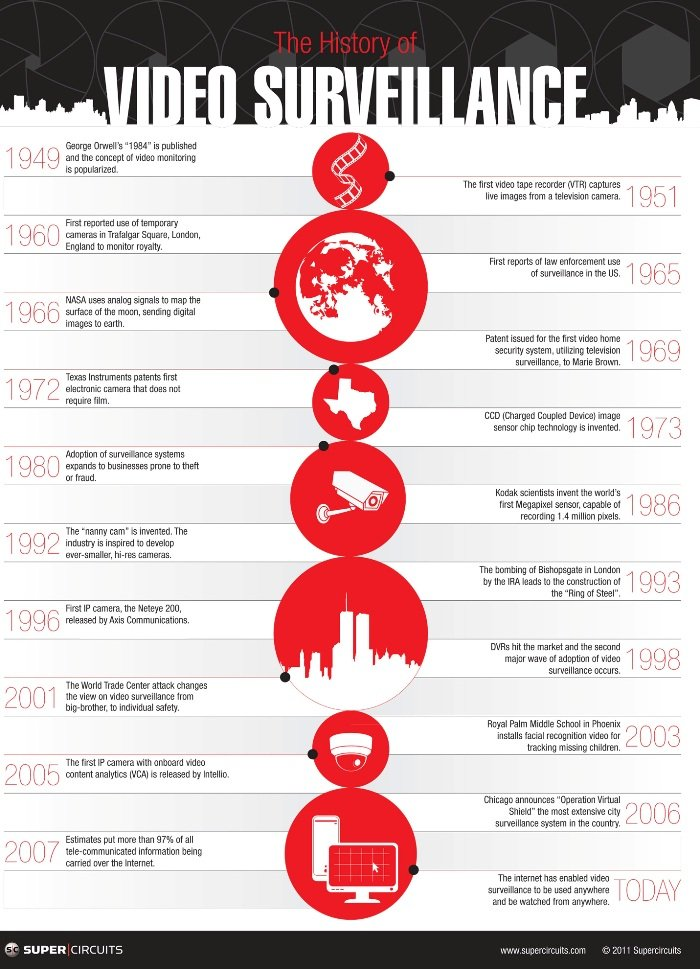 The History of
VIDEO SURVEILLANCE
1949
George Orwell's "1984" is published
and the concept of video monitoring
is popularized.
The first video tape recorder (VTR) captures
live images from a television camera.
1951
1960
First reported use of temporary
cameras in Trafalgar Square, London,
England to monitor royalty.
First reports of law enforcement use
of surveillance in the US.
1965
1966
NASA uses analog signals to map the
surface of the moon, sending digital
images to earth.
Patent issued for the first video home
security system, utilizing television
surveillance, to Marie Brown.
1969
1972
Texas Instruments patents first
electronic camera that does not
require film.
CCD (Charged Coupled Device) image
sensor chip technology is invented.
1973
1980
Adoption of surveillance systems
expands to businesses prone to theft
or fraud.
Kodak scientists invent the world's
first Megapixel sensor, capable of
recording 1.4 million pixels.
1986
1992
The "nanny cam" is invented. The
industry is inspired to develop
ever-smaller, hi-res cameras.
The bombing of Bishopsgate in London
by the IRA leads to the construction of
the "Ring of Steel".
1993
1996
First IP camera, the Neteye 200,
released by Axis Communications.
DVRs hit the market and the second
major wave of adoption of video
surveillance occurs.
1998
2001
The World Trade Center attack changes
the view on video surveillance from
big-brother, to individual safety.
Royal Palm Middle School in Phoenix
installs facial recognition video for
tracking missing children.
2003
2005
The first IP camera with onboard video
content analytics (VCA) is released by Intellio.
Chicago announces "Operation Virtual
Shield" the most extensive city
surveillance system in the country.
2006
2007
Estimates put more than 97% of all
tele-communicated information being
carried over the Internet.
The internet has enabled video
surveillance to be used anywhere
and be watched from anywhere.
TODAY
SC SUPER|CIRCUITS
www.supercircuits.com © 2011 Supercircuits